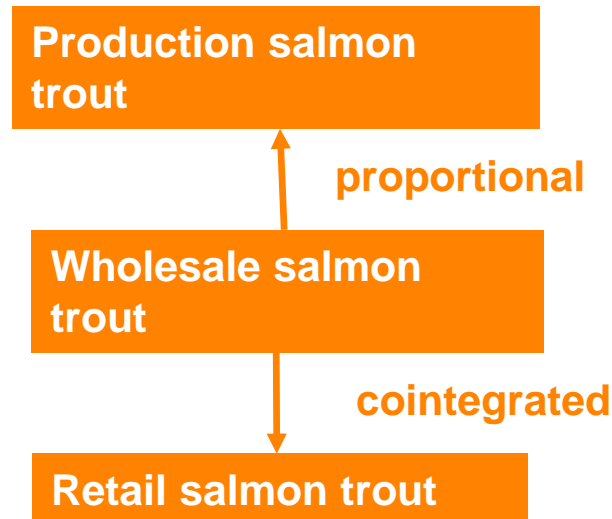 Production salmon
trout
proportional
Wholesale salmon
trout
cointegrated
Retail salmon trout